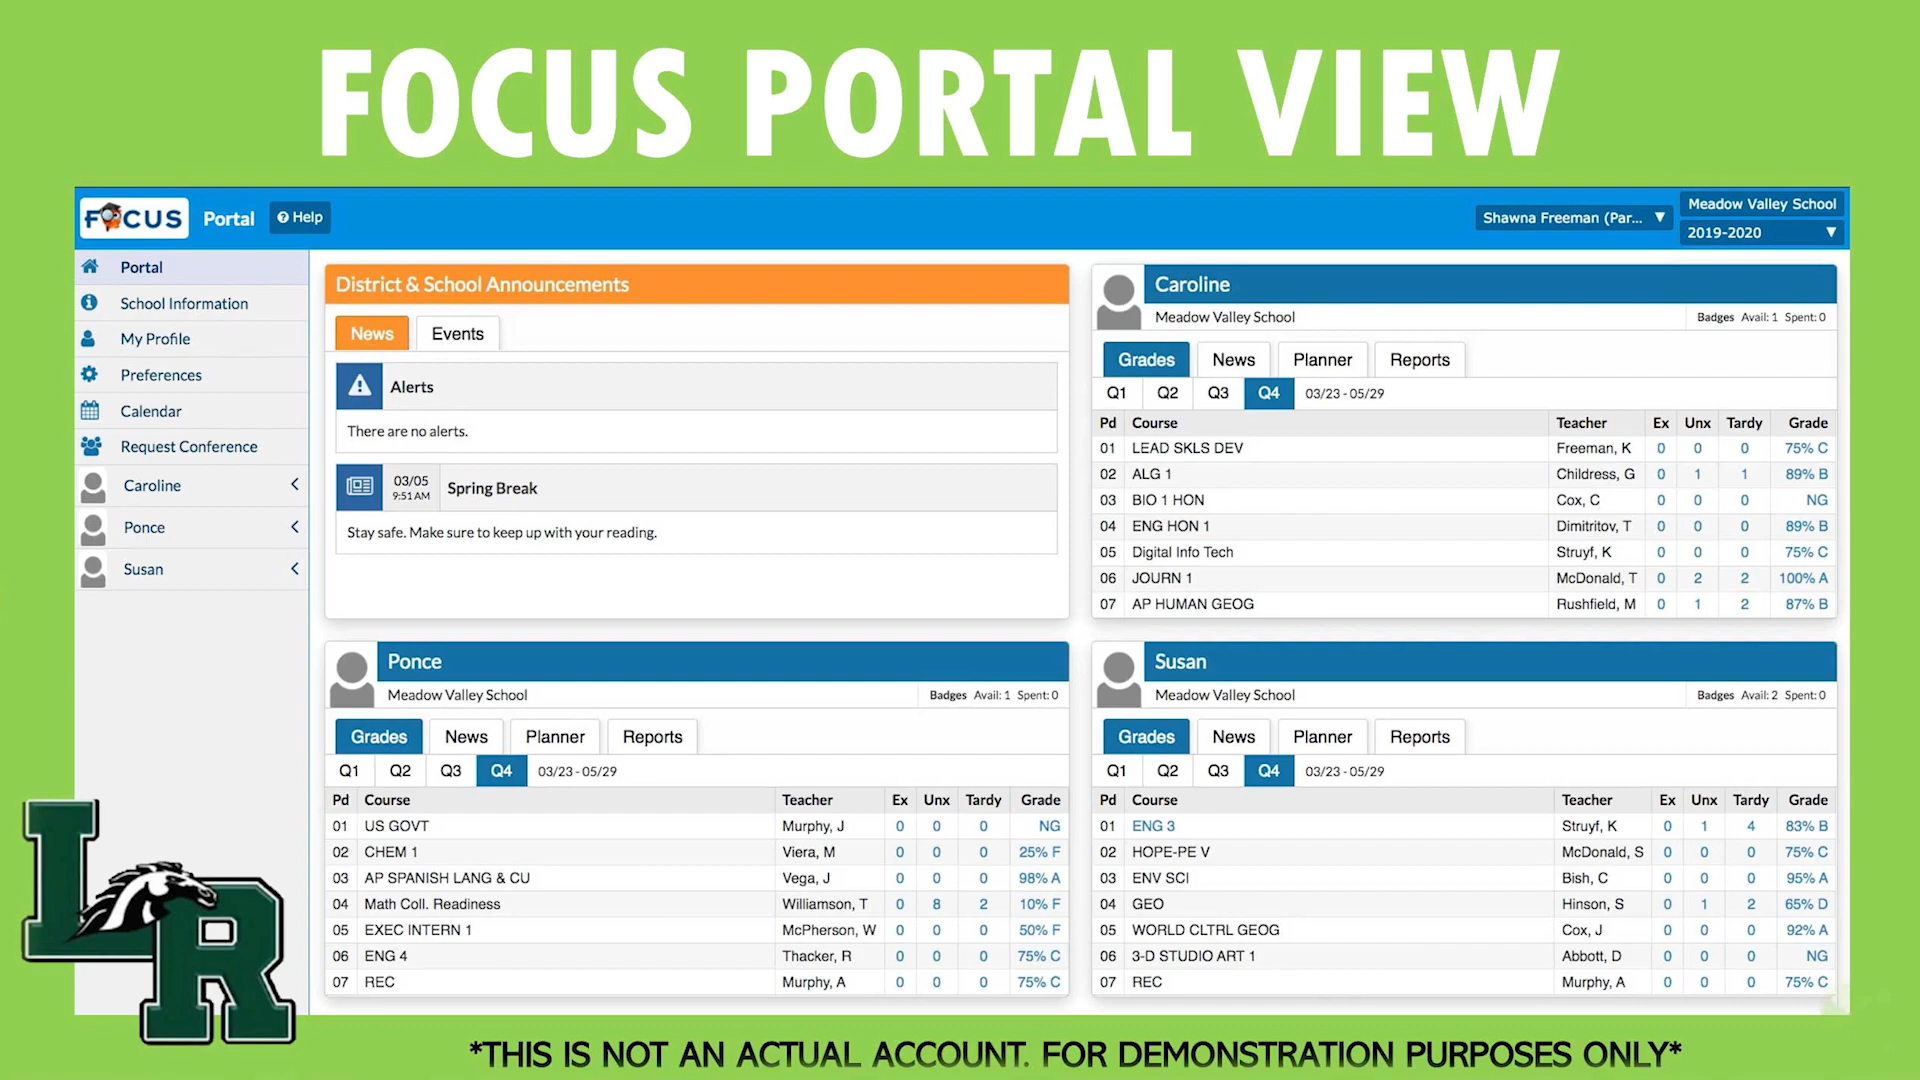 FOCUS PORTAL VIEW
FOCUS Portal Help Shawna Freeman (Par... ▼ Meadow Valley School
2019-2020 ▼
Portal
School Information
My Profile
Preferences
Calendar
Request Conference
Caroline
Ponce
Susan
District & School Announcements
News Events
Alerts
There are no alerts.
03/05
9:51 AM
Spring Break
Stay safe. Make sure to keep up with your reading.
Caroline
Meadow Valley School Badges Avail: 1 Spent: 0
Grades News Planner Reports
Q1 Q2 Q3 Q4 03/23 - 05/29
Pd Course Teacher Ex Unx Tardy Grade
01 LEAD SKLS DEV Freeman, K 0 0 0 75% C
02 ALG 1 Childress, G 0 1 1 89% B
03 BIO 1 HON Cox, C 0 0 0 NG
04 ENG HON 1 Dimitritov, T 0 0 0 89% B
05 Digital Info Tech Struyf, K 0 0 0 75% C
06 JOURN 1 McDonald, T 0 2 2 100% A
07 AP HUMAN GEOG Rushfield, M 0 1 2 87% B
Ponce
Meadow Valley School Badges Avail: 1 Spent: 0
Grades News Planner Reports
Q1 Q2 Q3 Q4 03/23 - 05/29
Pd Course Teacher Ex Unx Tardy Grade
01 US GOVT Murphy, J 0 0 0 NG
02 CHEM 1 Viera, M 0 0 0 25% F
03 AP SPANISH LANG & CU Vega, J 0 0 0 98% A
04 Math Coll. Readiness Williamson, T 0 8 2 10% F
05 EXEC INTERN 1 McPherson, W 0 0 0 50% F
06 ENG 4 Thacker, R 0 0 0 75% C
07 REC Murphy, A 0 0 0 75% C
Susan
Meadow Valley School Badges Avail: 2 Spent: 0
Grades News Planner Reports
Q1 Q2 Q3 Q4 03/23 - 05/29
Pd Course Teacher Ex Unx Tardy Grade
01 ENG 3 Struyf, K 0 1 4 83% B
02 HOPE-PE V McDonald, S 0 0 0 75% C
03 ENV SCI Bish, C 0 0 0 95% A
04 GEO Hinson, S 0 1 2 65% D
05 WORLD CLTRL GEOG Cox, J 0 0 0 92% A
06 3-D STUDIO ART 1 Abbott, D 0 0 0 NG
07 REC Murphy, A 0 0 0 75% C
LR
*THIS IS NOT AN ACTUAL ACCOUNT. FOR DEMONSTRATION PURPOSES ONLY*